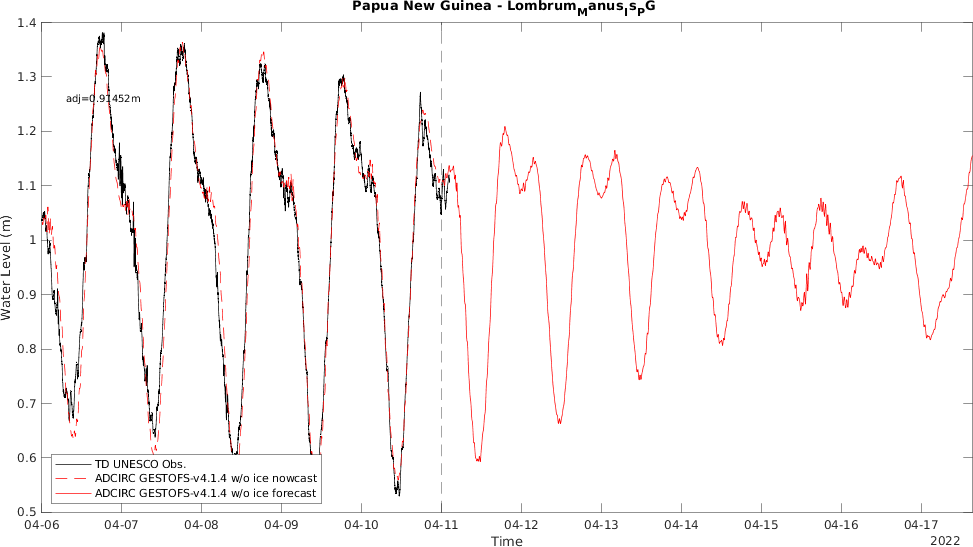 Papua New Guinea - LombrumManusIsPG
1.4
1.3
adj=0.91452m
1.2
1.1
1
0.9
0.8
0.7
0.6
0.5
Water Level (m)
TD UNESCO Obs.
ADCIRC GESTOFS-v4.1.4 w/o ice nowcast
ADCIRC GESTOFS-v4.1.4 w/o ice forecast
04-06 04-07 04-08 04-09 04-10 04-11 04-12 04-13 04-14 04-15 04-16 04-17
Time
2022